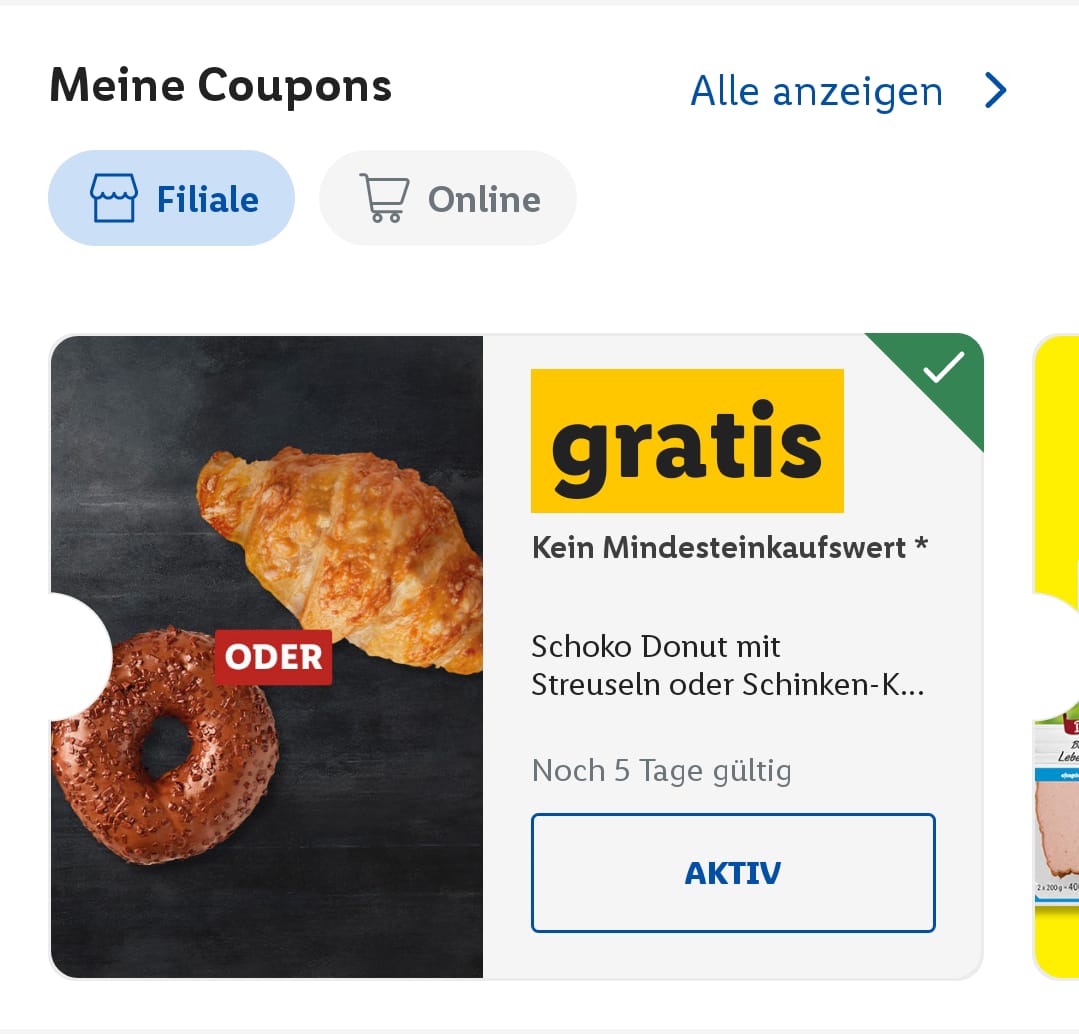 Meine Coupons
Alle anzeigen
Filiale
Online
ODER
gratis
Kein Mindesteinkaufswert *
Schoko Donut mit
Streuseln oder Schinken-K...
Noch 5 Tage gültig
AKTIV